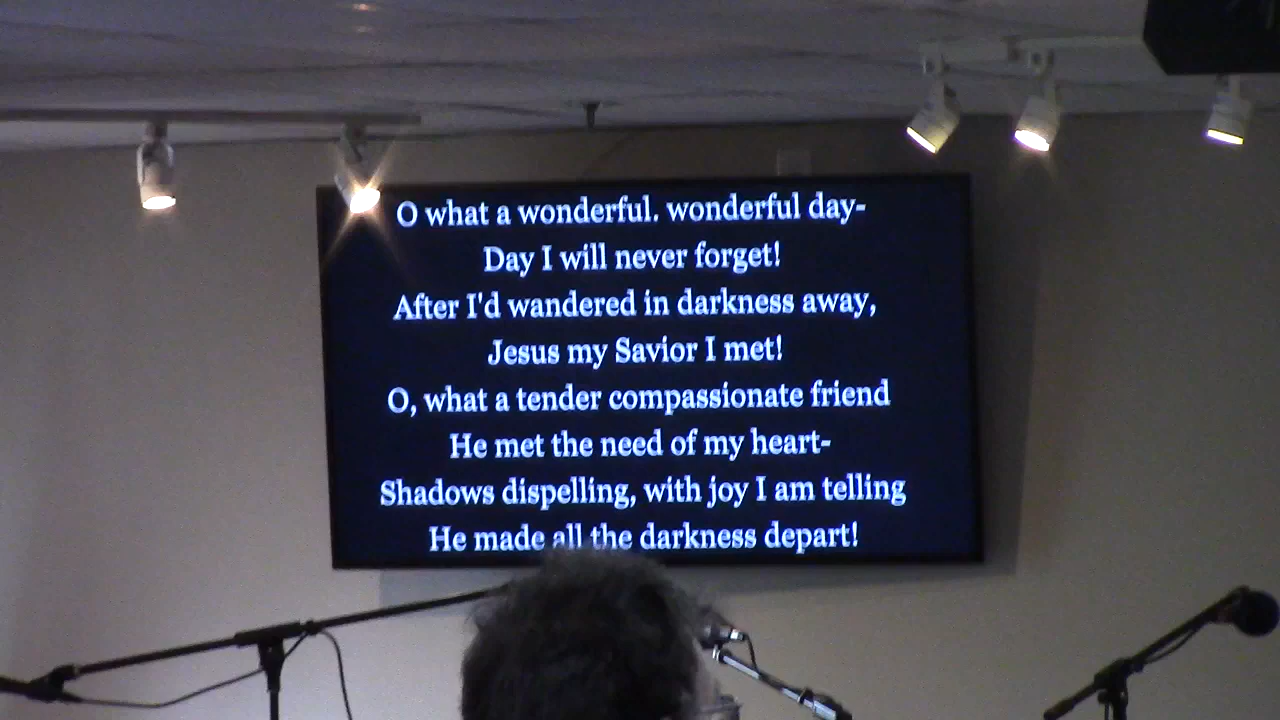 O what a wonderful. wonderful day-
Day I will never forget!
After I'd wandered in darkness away,
Jesus my Savior I met!
O, what a tender compassionate friend
He met the need of my heart-
Shadows dispelling, with joy I am telling
He made all the darkness depart!